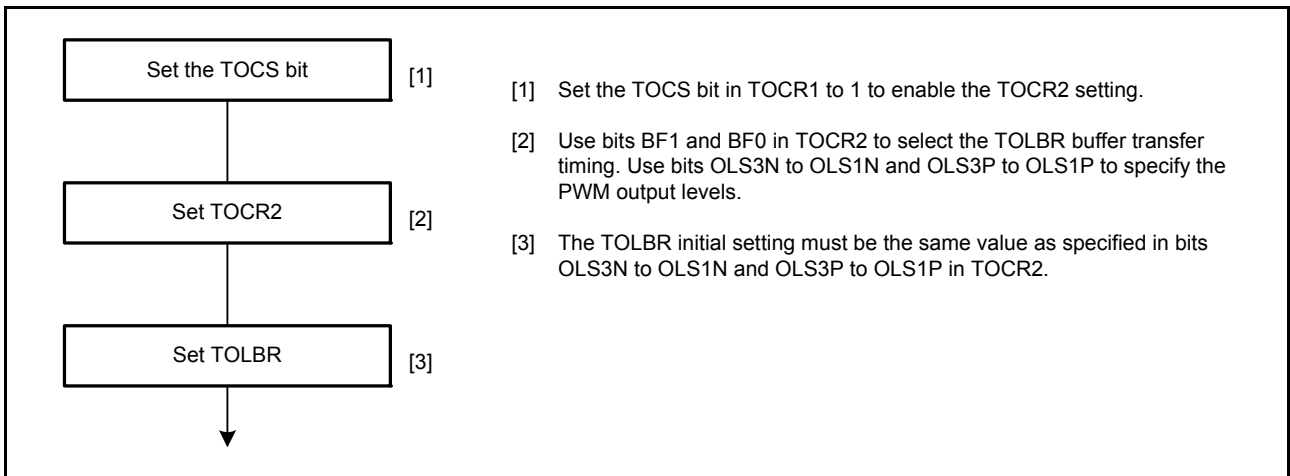 Set the TOCS bit
[1]
[1] Set the TOCS bit in TOCR1 to 1 to enable the TOCR2 setting.
[2] Use bits BF1 and BF0 in TOCR2 to select the TOLBR buffer transfer
timing. Use bits OLS3N to OLS1N and OLS3P to OLS1P to specify the
PWM output levels.
Set TOCR2
[2]
[3] The TOLBR initial setting must be the same value as specified in bits
OLS3N to OLS1N and OLS3P to OLS1P in TOCR2.
Set TOLBR
[3]